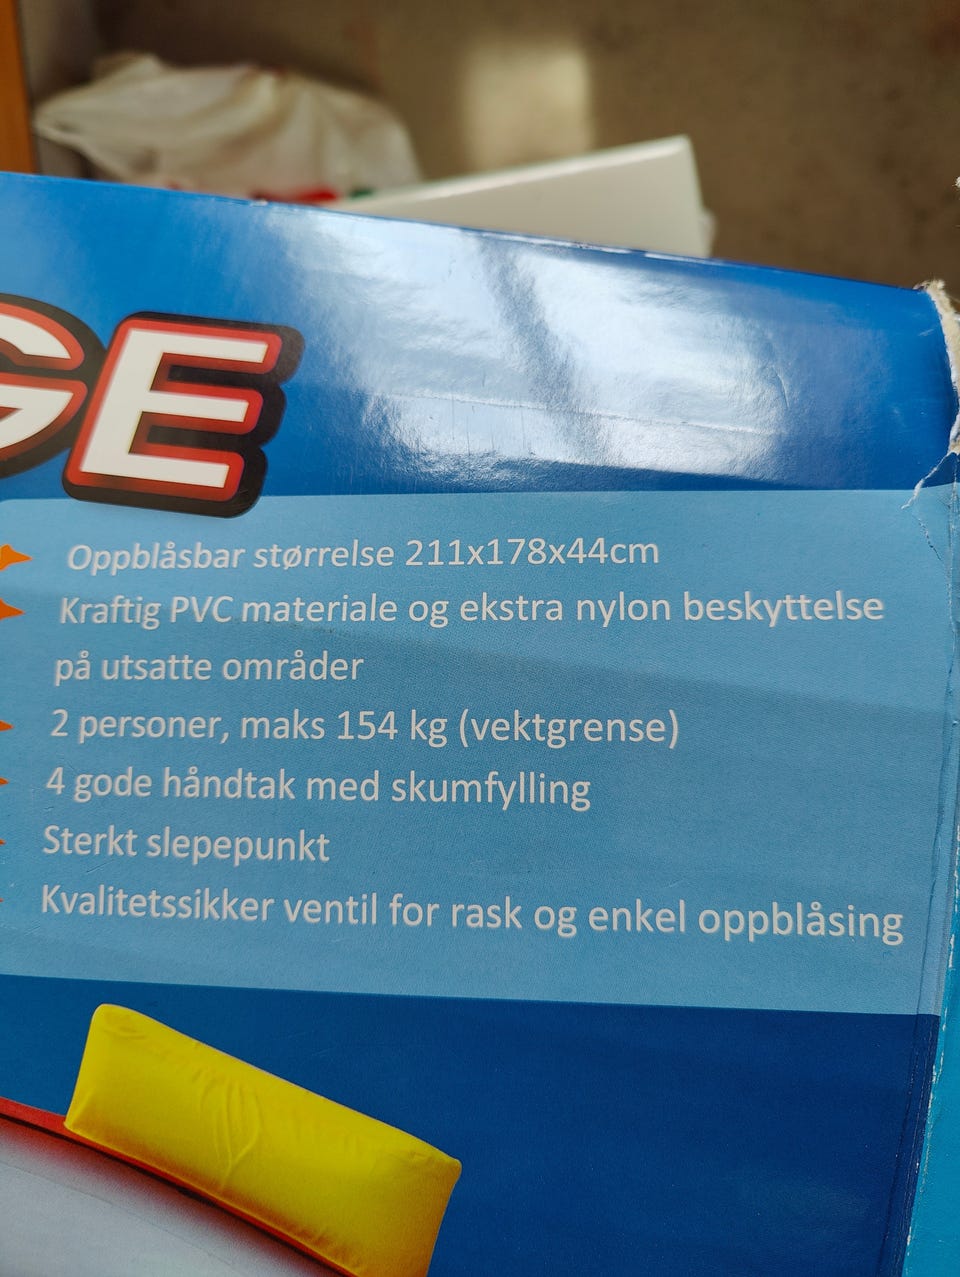 GE
Oppblåsbar størrelse 211x178x44cm
Kraftig PVC materiale og ekstra nylon beskyttelse
på utsatte områder
2 personer, maks 154 kg (vektgrense)
4 gode håndtak med skumfylling
Sterkt slepepunkt
Kvalitetssikker ventil for rask og enkel oppblåsing